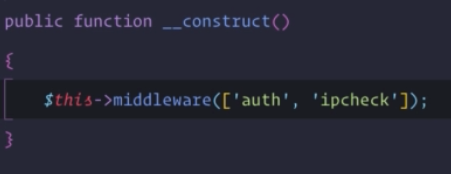 public function __construct()
{
$this->middleware(['auth', 'ipcheck']);
}